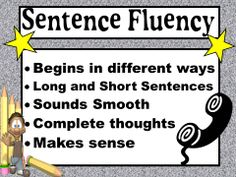 Sentence Fluency
• Begins in different ways
• Long and Short Sentences
• Sounds Smooth
• Complete thoughts
• Makes sense